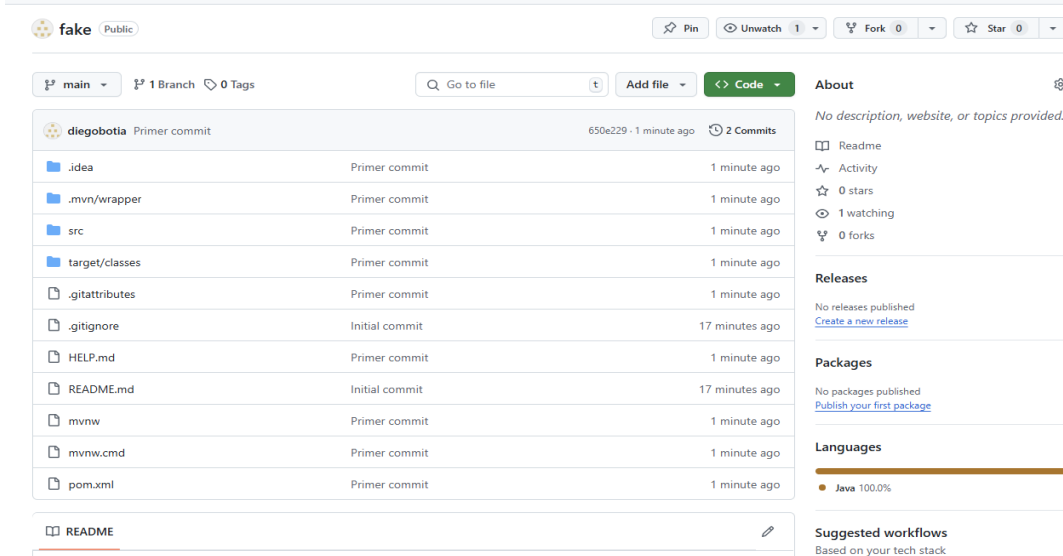 fake Public
Pin Unwatch 1 Fork 0 Star 0
main 1 Branch 0 Tags Go to file t Add file Code
diegobotia Primer commit 650e229 · 1 minute ago 2 Commits
.idea Primer commit 1 minute ago
.mvn/wrapper Primer commit 1 minute ago
src Primer commit 1 minute ago
target/classes Primer commit 1 minute ago
.gitattributes Primer commit 1 minute ago
.gitignore Initial commit 17 minutes ago
HELP.md Primer commit 1 minute ago
README.md Initial commit 17 minutes ago
mvnw Primer commit 1 minute ago
mvnw.cmd Primer commit 1 minute ago
pom.xml Primer commit 1 minute ago
README
About
No description, website, or topics provided.
Readme
Activity
0 stars
1 watching
0 forks
Releases
No releases published
Create a new release
Packages
No packages published
Publish your first package
Languages
Java 100.0%
Suggested workflows
Based on your tech stack